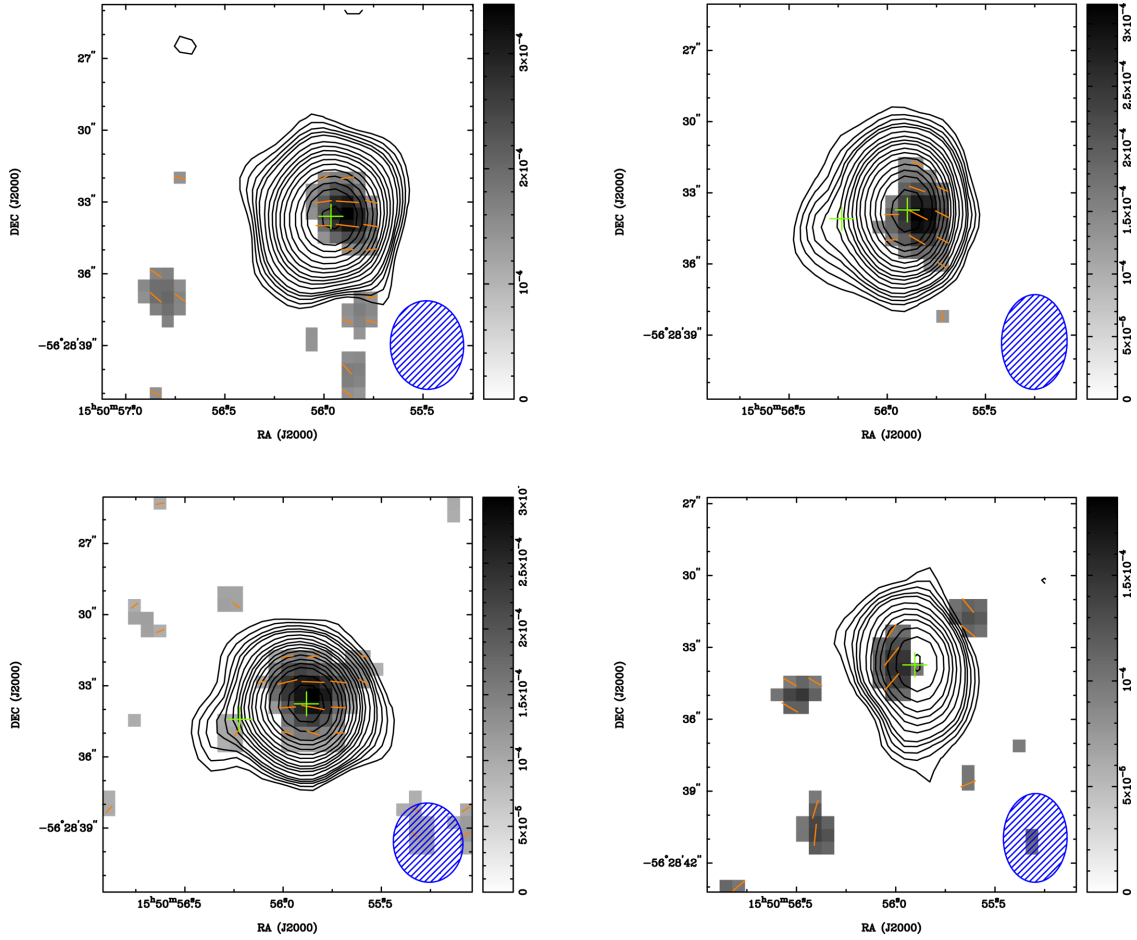 27″
30″
33″
36″
−56°28′39″
15ʰ50ᵐ57ˢ.0
56ˢ.5
56ˢ.0
55ˢ.5
RA (J2000)
DEC (J2000)
0
10⁻⁴
2×10⁻⁴
3×10⁻⁴
27″
30″
33″
36″
−56°28′39″
15ʰ50ᵐ56ˢ.5
56ˢ.0
55ˢ.5
RA (J2000)
DEC (J2000)
0
5×10⁻⁵
10⁻⁴
1.5×10⁻⁴
2×10⁻⁴
2.5×10⁻⁴
3×10⁻⁴
27″
30″
33″
36″
−56°28′39″
15ʰ50ᵐ56ˢ.5
56ˢ.0
55ˢ.5
RA (J2000)
DEC (J2000)
0
5×10⁻⁵
10⁻⁴
1.5×10⁻⁴
2×10⁻⁴
2.5×10⁻⁴
27″
30″
33″
36″
39″
−56°28′42″
15ʰ50ᵐ56ˢ.5
56ˢ.0
55ˢ.5
RA (J2000)
DEC (J2000)
0
5×10⁻⁵
10⁻⁴
1.5×10⁻⁴